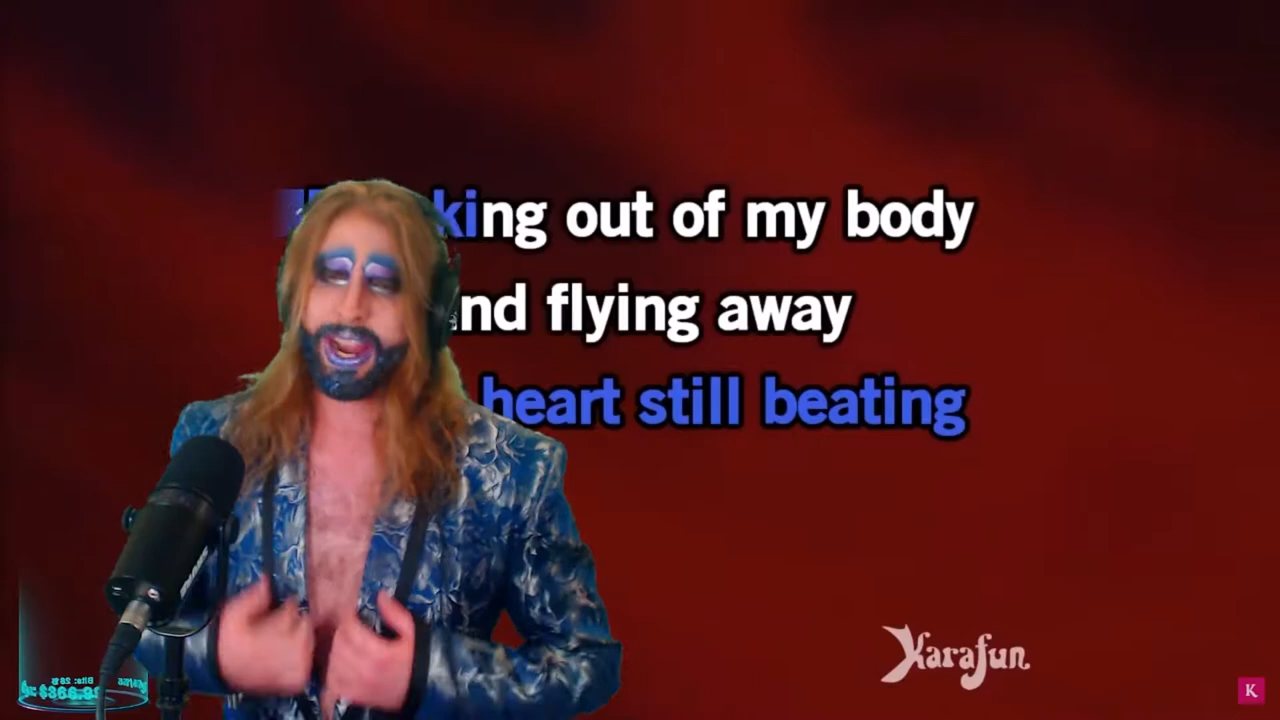 king out of my body
nd flying away
heart still beating
Karafun
K